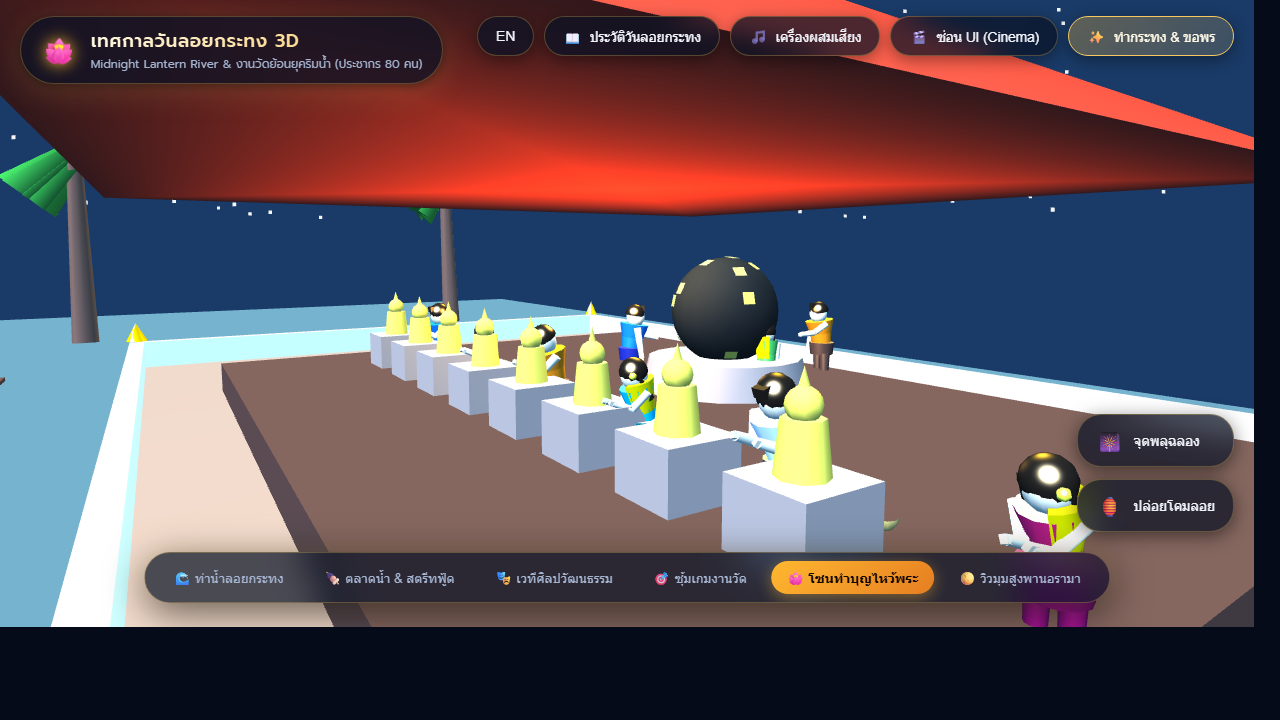 เทศกาลวันลอยกระทง 3D
Midnight Lantern River & งานวัดย้อนยุคริมน้ำ (ประชากร 80 คน)
EN
ประวัติวันลอยกระทง
เครื่องผสมเสียง
ซ่อน UI (Cinema)
ทำกระทง & ขอพร
จุดพลุฉลอง
ปล่อยโคมลอย
ท่าน้ำลอยกระทง
ตลาดน้ำ & สตรีทฟู้ด
เวทีศิลปวัฒนธรรม
ซุ้มเกมงานวัด
โซนทำบุญไหว้พระ
วิวมุมสูงพานอรามา